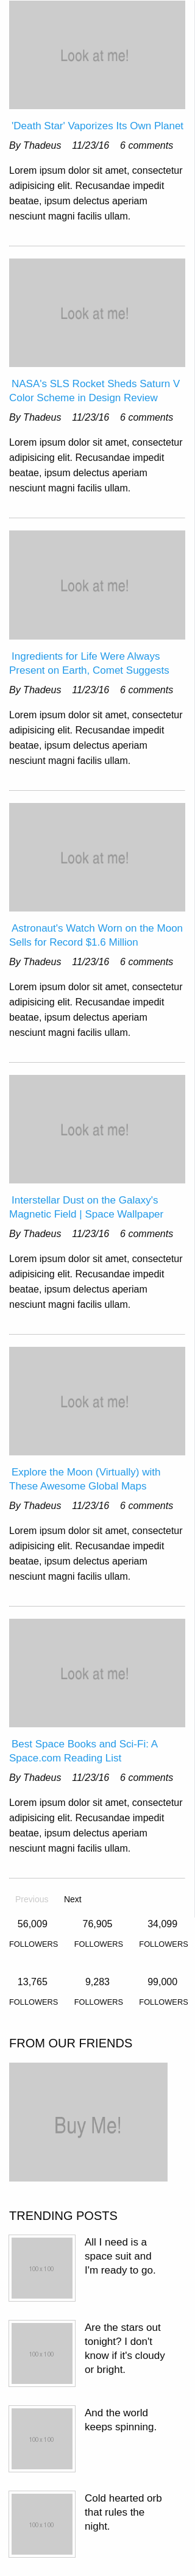 Look at me!
'Death Star' Vaporizes Its Own Planet
By Thadeus 11/23/16 6 comments
Lorem ipsum dolor sit amet, consectetur
adipisicing elit. Recusandae impedit
beatae, ipsum delectus aperiam
nesciunt magni facilis ullam.
Look at me!
NASA's SLS Rocket Sheds Saturn V
Color Scheme in Design Review
By Thadeus 11/23/16 6 comments
Lorem ipsum dolor sit amet, consectetur
adipisicing elit. Recusandae impedit
beatae, ipsum delectus aperiam
nesciunt magni facilis ullam.
Look at me!
Ingredients for Life Were Always
Present on Earth, Comet Suggests
By Thadeus 11/23/16 6 comments
Lorem ipsum dolor sit amet, consectetur
adipisicing elit. Recusandae impedit
beatae, ipsum delectus aperiam
nesciunt magni facilis ullam.
Look at me!
Astronaut's Watch Worn on the Moon
Sells for Record $1.6 Million
By Thadeus 11/23/16 6 comments
Lorem ipsum dolor sit amet, consectetur
adipisicing elit. Recusandae impedit
beatae, ipsum delectus aperiam
nesciunt magni facilis ullam.
Look at me!
Interstellar Dust on the Galaxy's
Magnetic Field | Space Wallpaper
By Thadeus 11/23/16 6 comments
Lorem ipsum dolor sit amet, consectetur
adipisicing elit. Recusandae impedit
beatae, ipsum delectus aperiam
nesciunt magni facilis ullam.
Look at me!
Explore the Moon (Virtually) with
These Awesome Global Maps
By Thadeus 11/23/16 6 comments
Lorem ipsum dolor sit amet, consectetur
adipisicing elit. Recusandae impedit
beatae, ipsum delectus aperiam
nesciunt magni facilis ullam.
Look at me!
Best Space Books and Sci-Fi: A
Space.com Reading List
By Thadeus 11/23/16 6 comments
Lorem ipsum dolor sit amet, consectetur
adipisicing elit. Recusandae impedit
beatae, ipsum delectus aperiam
nesciunt magni facilis ullam.
Previous Next
56,009 76,905 34,099
FOLLOWERS FOLLOWERS FOLLOWERS
13,765 9,283 99,000
FOLLOWERS FOLLOWERS FOLLOWERS
FROM OUR FRIENDS
Buy Me!
TRENDING POSTS
100 x 100
All I need is a
space suit and
I'm ready to go.
100 x 100
Are the stars out
tonight? I don't
know if it's cloudy
or bright.
100 x 100
And the world
keeps spinning.
100 x 100
Cold hearted orb
that rules the
night.